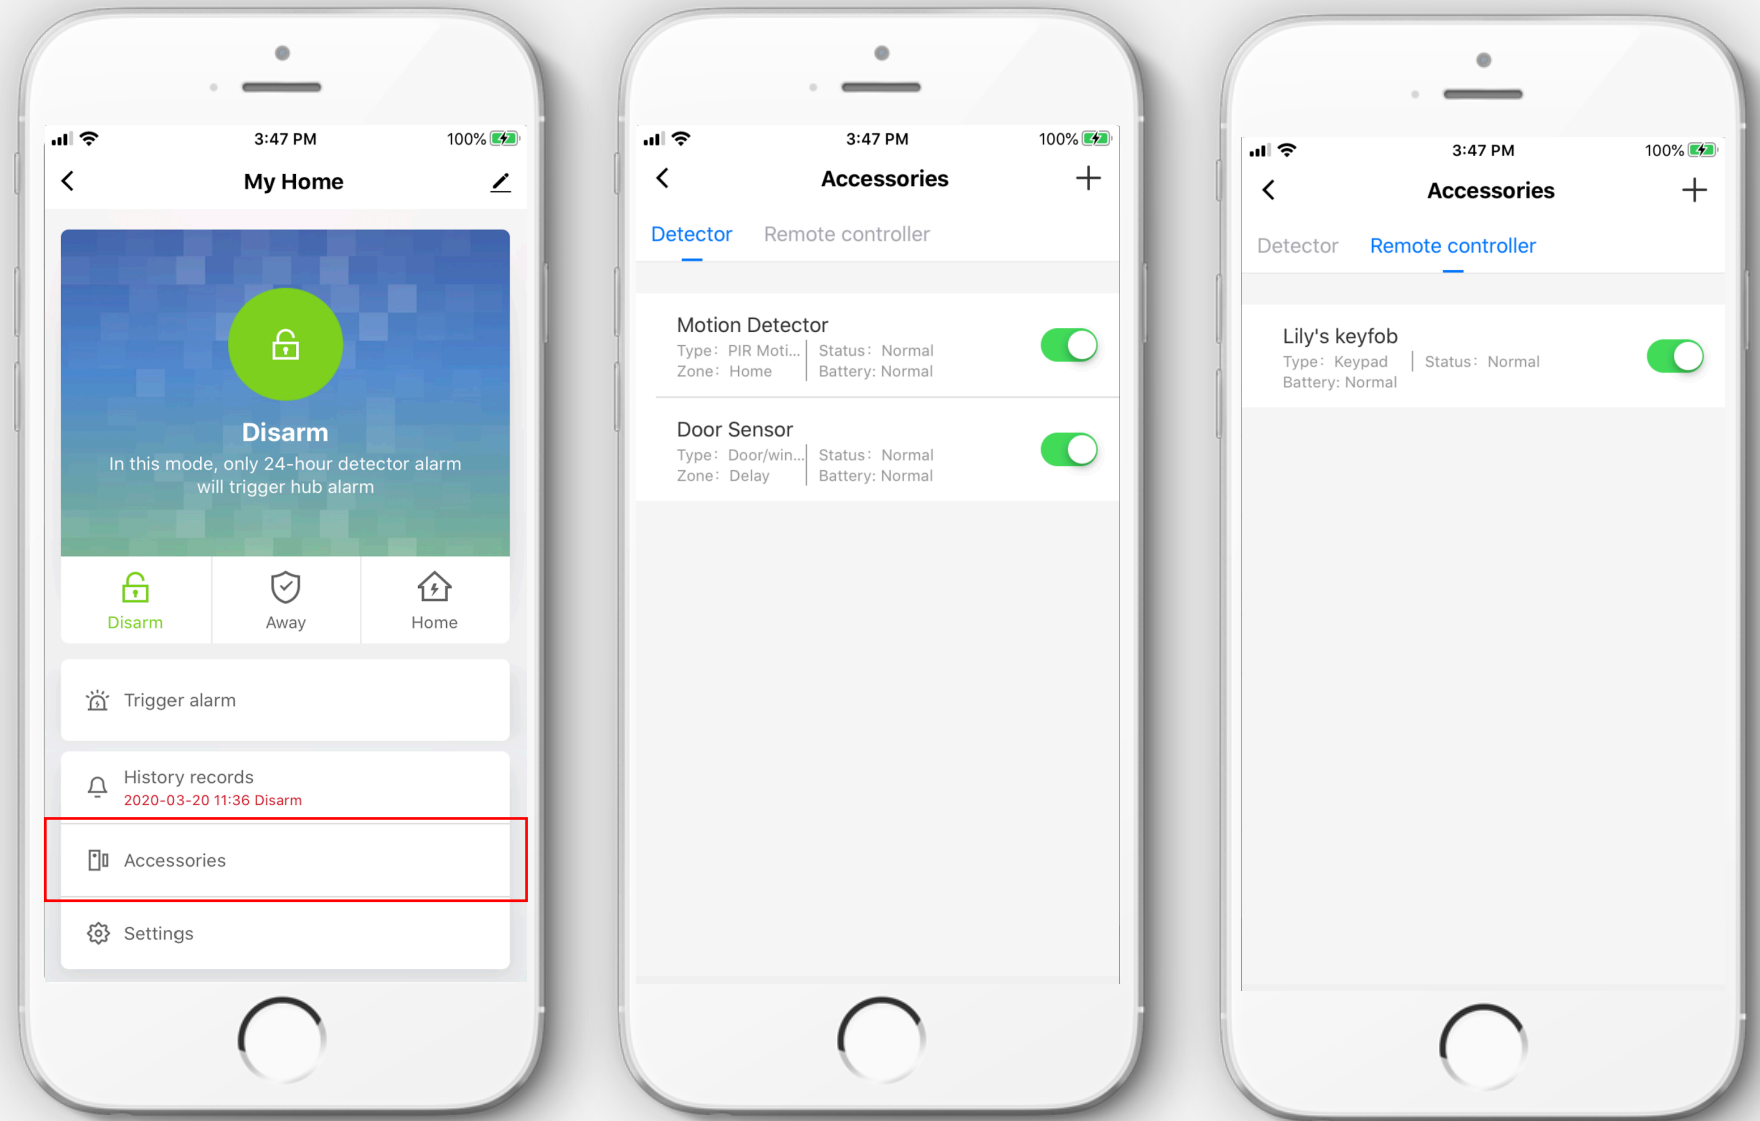 3:47 PM
100%
My Home
Disarm
In this mode, only 24-hour detector alarm
will trigger hub alarm
Disarm
Away
Home
Trigger alarm
History records
2020-03-20 11:36 Disarm
Accessories
Settings
3:47 PM
100%
Accessories
Detector Remote controller
Motion Detector
Type: PIR Moti... Status: Normal
Zone: Home Battery: Normal
Door Sensor
Type: Door/win... Status: Normal
Zone: Delay Battery: Normal
3:47 PM
100%
Accessories
Detector Remote controller
Lily's keyfob
Type: Keypad Status: Normal
Battery: Normal